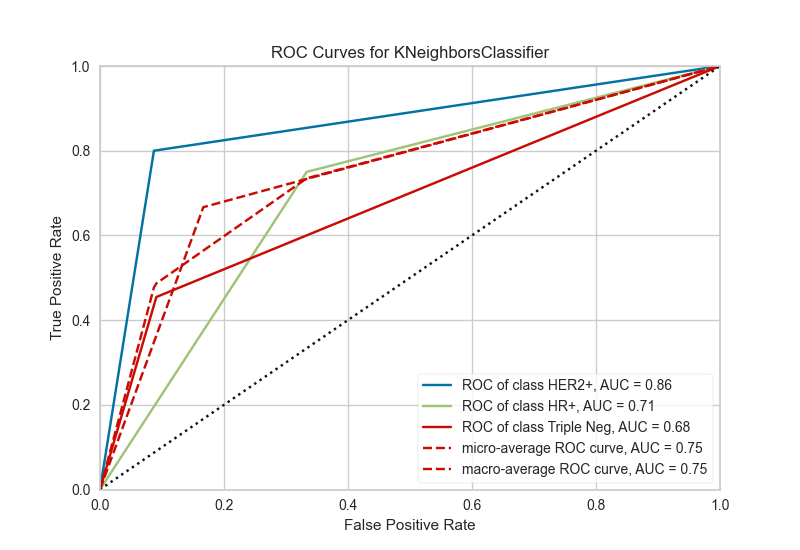 ROC Curves for KNeighborsClassifier
1.0
0.8
0.6
0.4
0.2
0.0
True Positive Rate
0.0 0.2 0.4 0.6 0.8 1.0
False Positive Rate
ROC of class HER2+, AUC = 0.86
ROC of class HR+, AUC = 0.71
ROC of class Triple Neg, AUC = 0.68
micro-average ROC curve, AUC = 0.75
macro-average ROC curve, AUC = 0.75